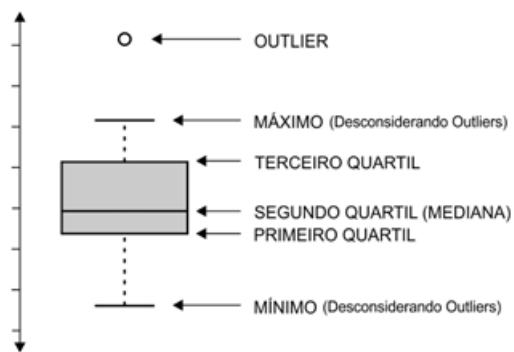 OUTLIER
MÁXIMO (Desconsiderando Outliers)
TERCEIRO QUARTIL
SEGUNDO QUARTIL (MEDIANA)
PRIMEIRO QUARTIL
MÍNIMO (Desconsiderando Outliers)